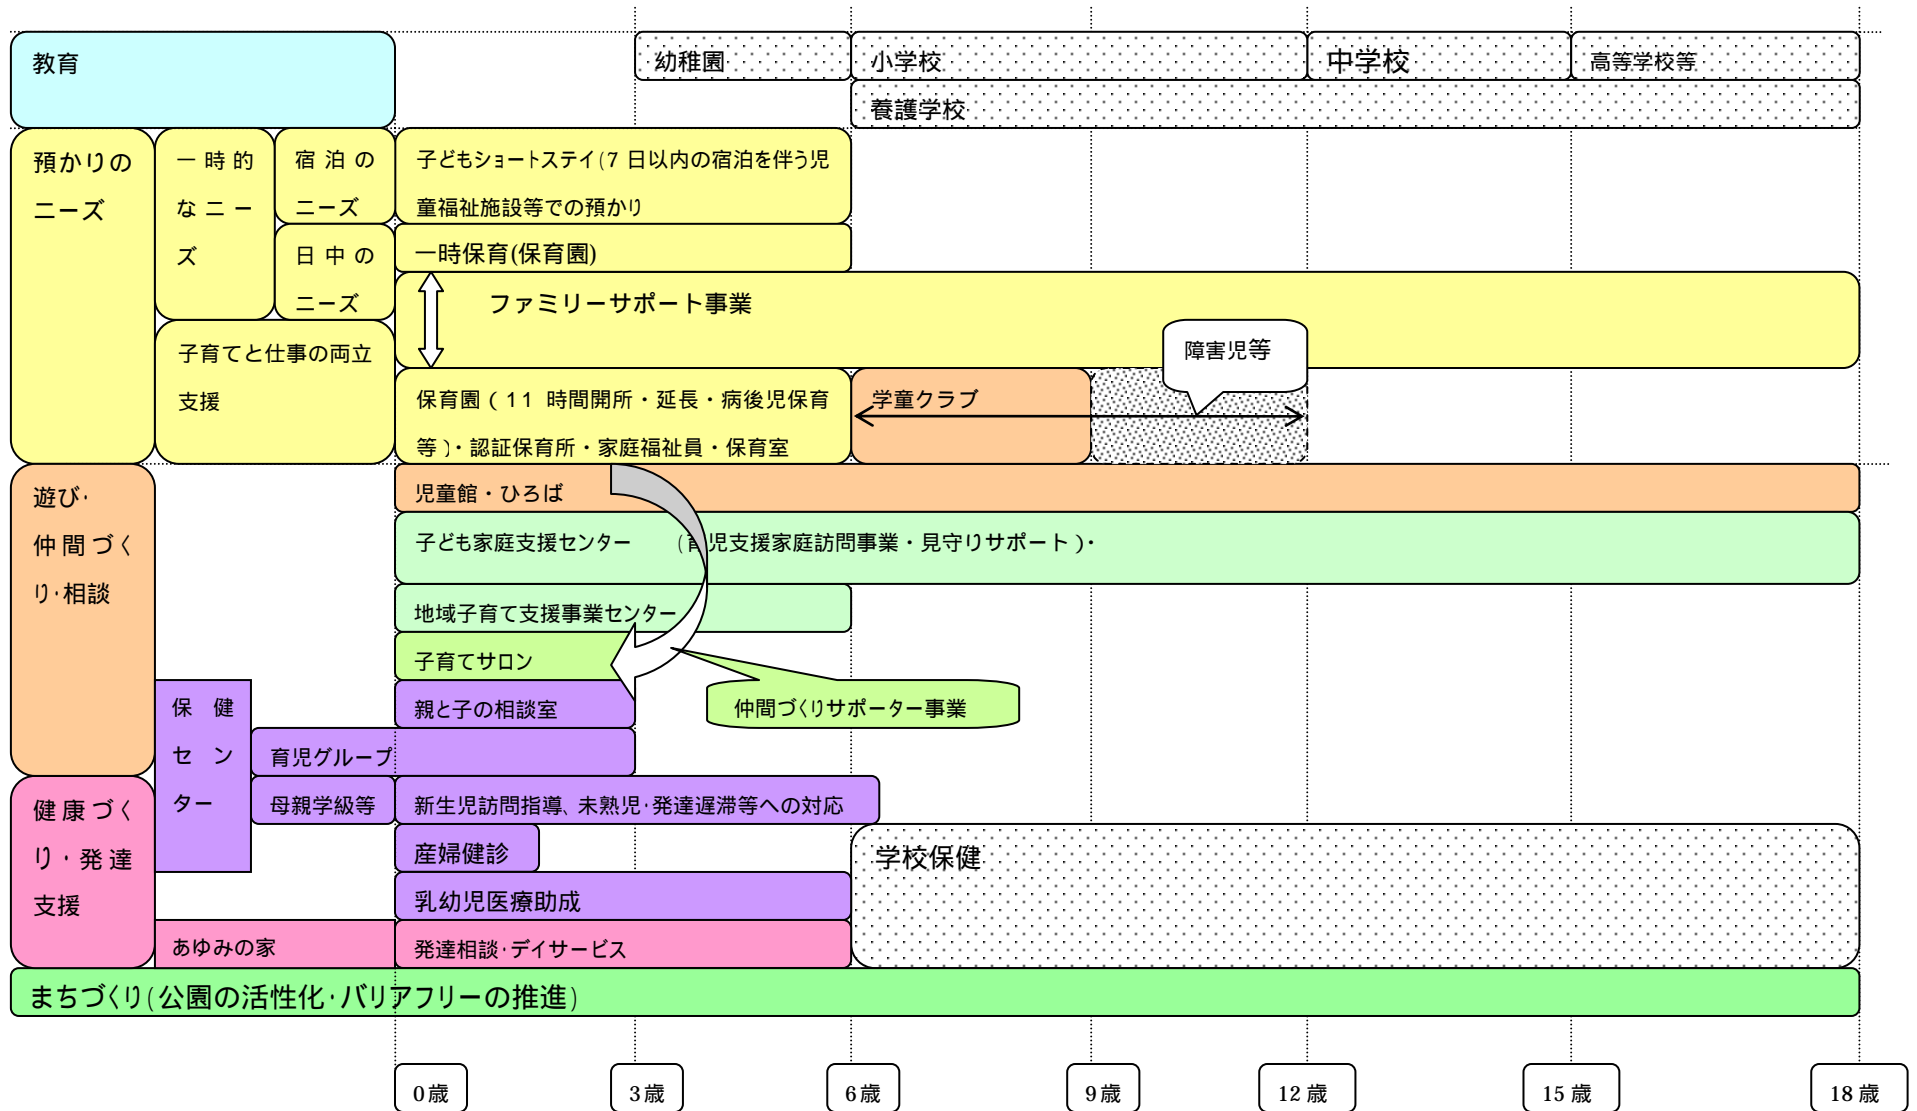 教育
幼稚園
小学校
中学校
高等学校等
養護学校
預かりの
ニーズ
一時的
なニー
ズ
宿泊の
ニーズ
子どもショートステイ(7日以内の宿泊を伴う児
童福祉施設等での預かり
日中の
ニーズ
一時保育(保育園)
ファミリーサポート事業
子育てと仕事の両立
支援
障害児等
保育園(11 時間開所・延長・病後児保育
等)・認証保育所・家庭福祉員・保育室
学童クラブ
遊び・
仲間づく
り・相談
児童館・ひろば
子ども家庭支援センター (育児支援家庭訪問事業・見守りサポート)・
地域子育て支援事業センター
子育てサロン
保健
セン
ター
親と子の相談室
仲間づくりサポーター事業
育児グループ
健康づく
り・発達
支援
母親学級等
新生児訪問指導、未熟児・発達遅滞等への対応
産婦健診
学校保健
乳幼児医療助成
あゆみの家
発達相談・デイサービス
まちづくり(公園の活性化・バリアフリーの推進)
0歳
3歳
6歳
9歳
12歳
15歳
18歳